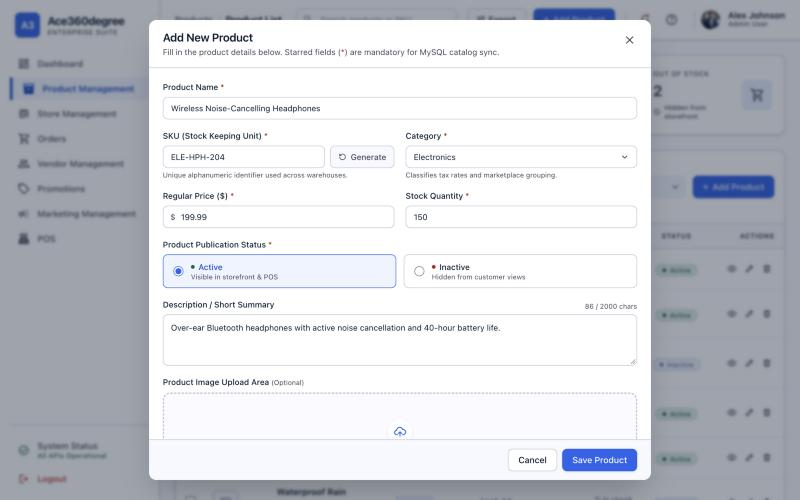 A3
Ace360degree
ENTERPRISE SUITE
Dashboard
Product Management
Store Management
Orders
Vendor Management
Promotions
Marketing Management
POS
System Status
All APIs Operational
Logout
Products
Product List
Export
Add Product
Alex Johnson
Admin User
Add New Product
Fill in the product details below. Starred fields (*) are mandatory for MySQL catalog sync.
Product Name *
Wireless Noise-Cancelling Headphones
SKU (Stock Keeping Unit) *
ELE-HPH-204
Generate
Unique alphanumeric identifier used across warehouses.
Category *
Electronics
Classifies tax rates and marketplace grouping.
Regular Price ($) *
$ 199.99
Stock Quantity *
150
Product Publication Status *
Active
Visible in storefront & POS
Inactive
Hidden from customer views
Description / Short Summary
86 / 2000 chars
Over-ear Bluetooth headphones with active noise cancellation and 40-hour battery life.
Product Image Upload Area (Optional)
Cancel
Save Product
OUT OF STOCK
2
Hidden from
storefront
+ Add Product
STATUS
ACTIONS
Active
Active
Inactive
Active
Active
Waterproof Rain